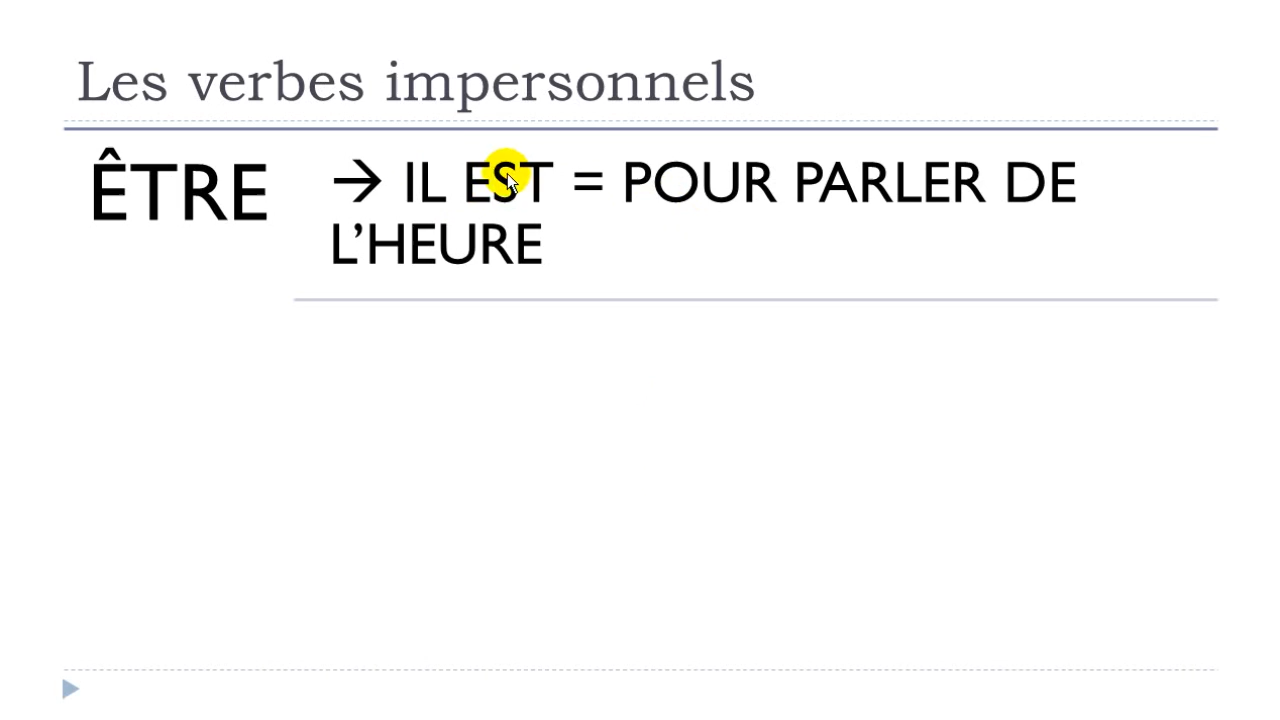 Les verbes impersonnels
ÊTRE
→ IL EST = POUR PARLER DE
L’HEURE